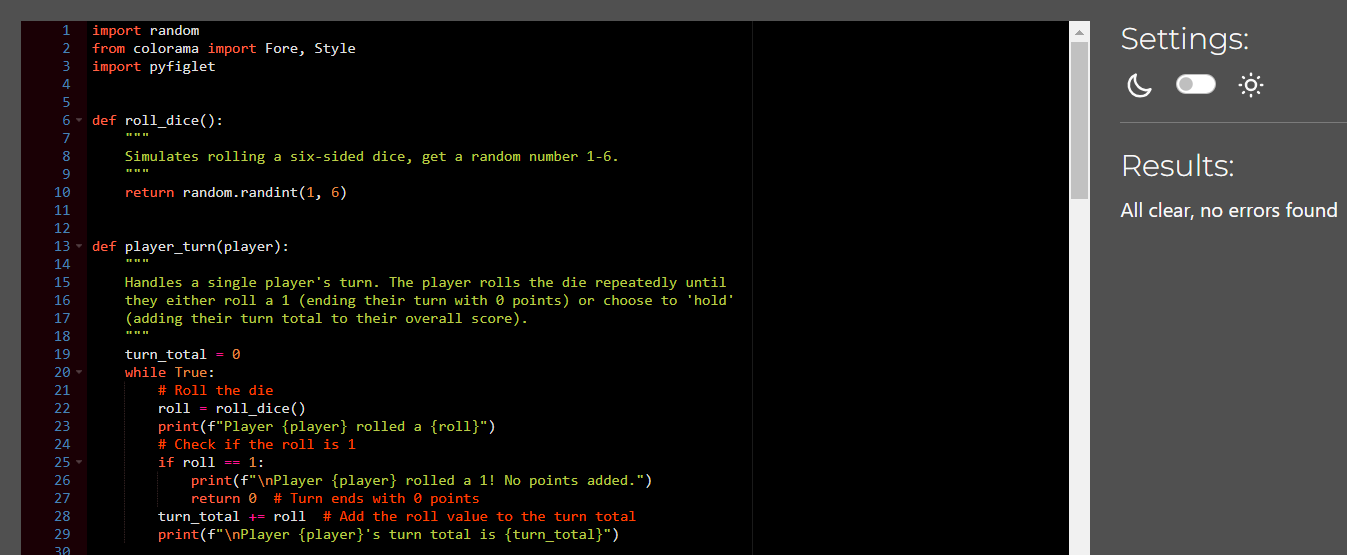 1 import random
2 from colorama import Fore, Style
3 import pyfiglet
4
5
6 def roll_dice():
7     """
8     Simulates rolling a six-sided dice, get a random number 1-6.
9     """
10     return random.randint(1, 6)
11
12
13 def player_turn(player):
14     """
15     Handles a single player's turn. The player rolls the die repeatedly until
16     they either roll a 1 (ending their turn with 0 points) or choose to 'hold'
17     (adding their turn total to their overall score).
18     """
19     turn_total = 0
20     while True:
21         # Roll the die
22         roll = roll_dice()
23         print(f"Player {player} rolled a {roll}")
24         # Check if the roll is 1
25         if roll == 1:
26             print(f"\nPlayer {player} rolled a 1! No points added.")
27             return 0  # Turn ends with 0 points
28         turn_total += roll  # Add the roll value to the turn total
29         print(f"\nPlayer {player}'s turn total is {turn_total}")
30
Settings:
Results:
All clear, no errors found